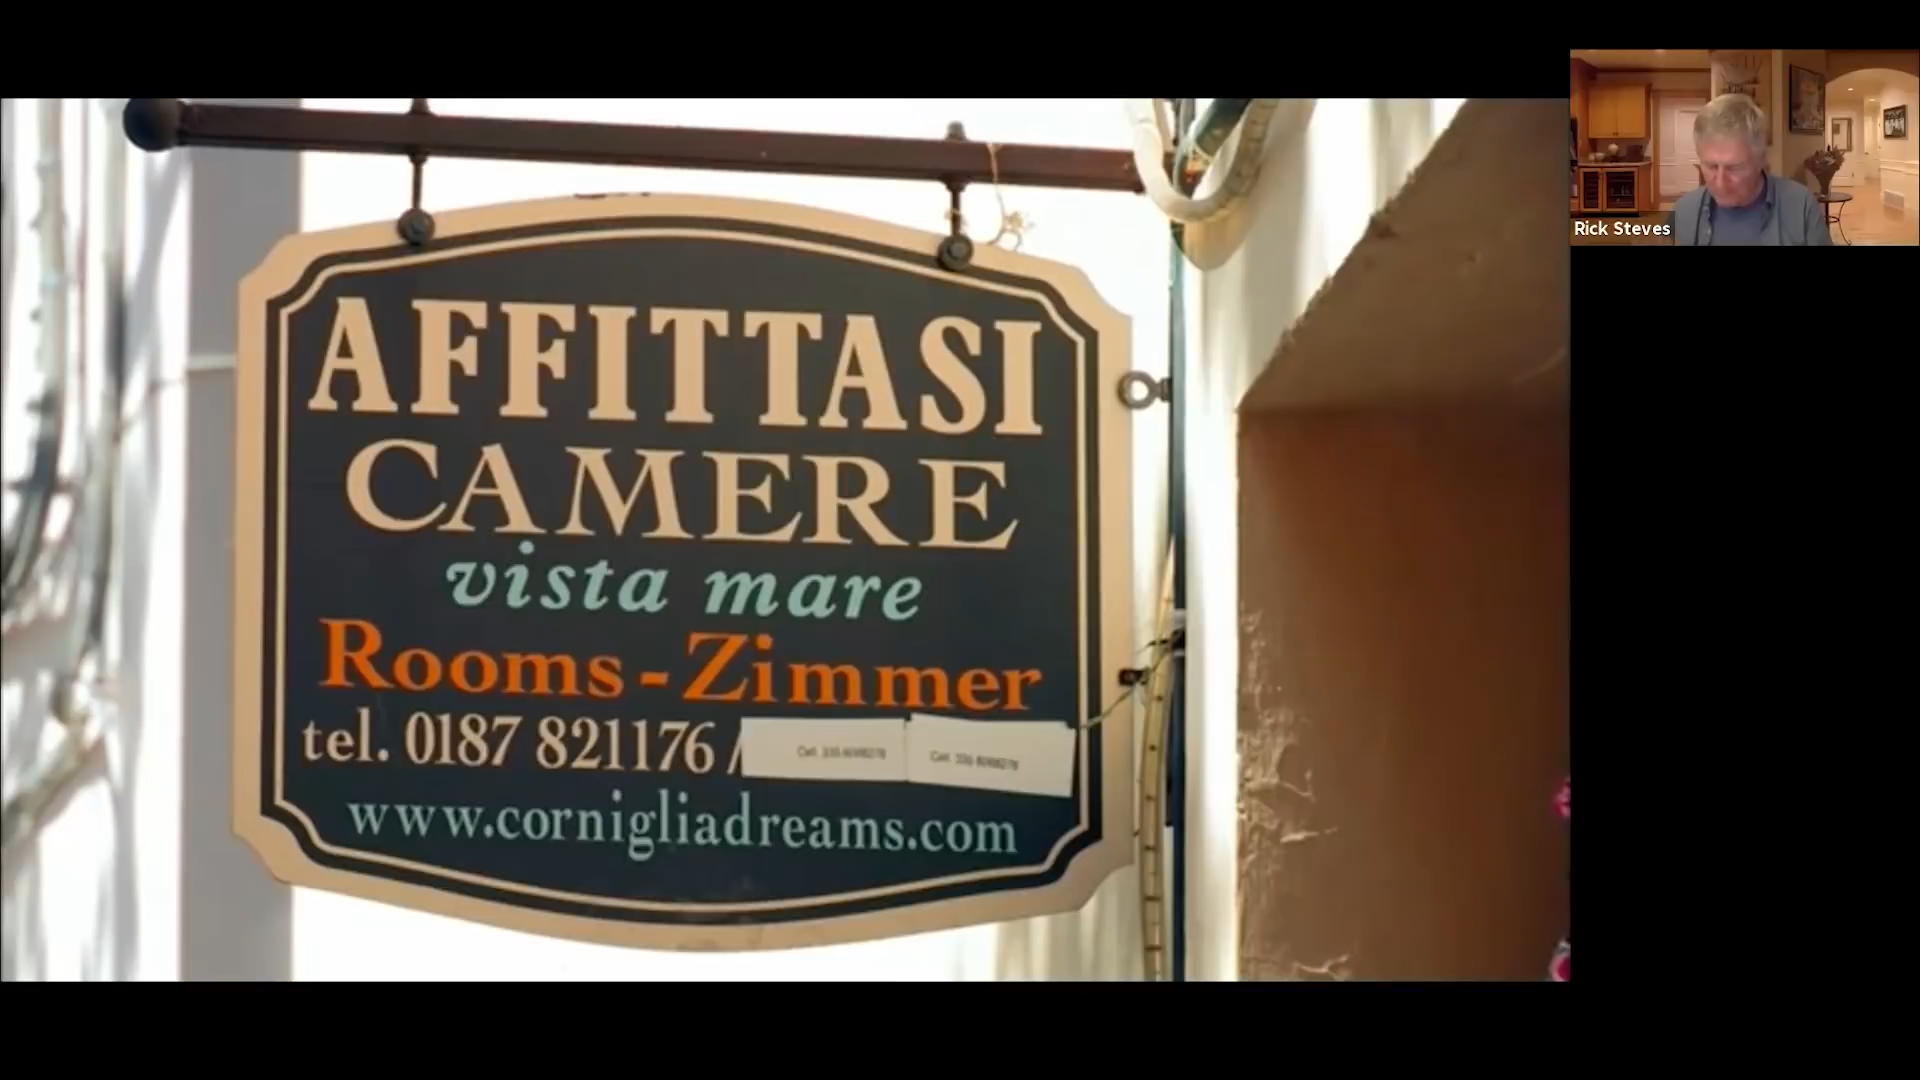 AFFITTASI
CAMERE
vista mare
Rooms - Zimmer
tel. 0187 821176 /
www.cornigliadreams.com
Rick Steves